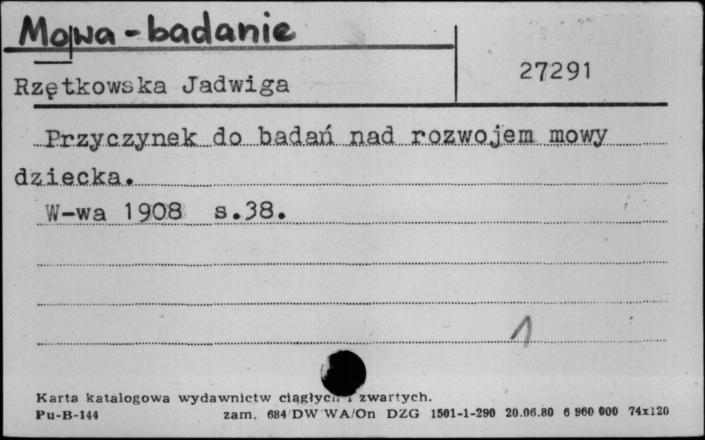 Mowa - badanie
Rzętkowska Jadwiga
27291
Przyczynek do badań nad rozwojem mowy
dziecka.
W-wa 1908 s.38.
1
Karta katalogowa wydawnictw ciągłych i zwartych.
Pu-B-144 zam. 684 DW WA/On DZG 1501-1-290 20.06.80 6 960 000 74x120